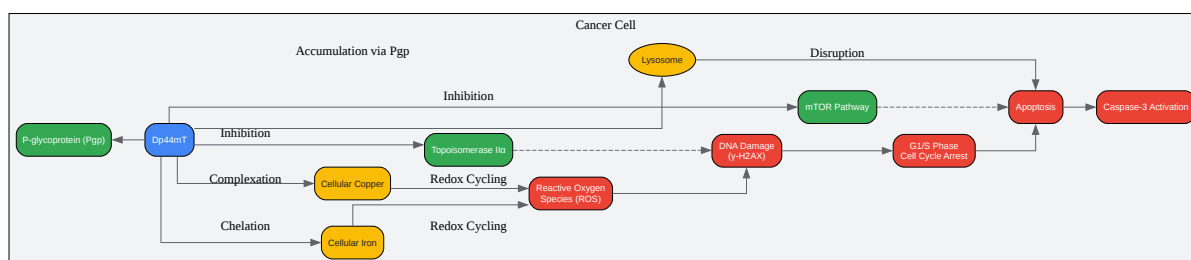 Cancer Cell
Accumulation via Pgp
Lysosome
Disruption
Inhibition
mTOR Pathway
Apoptosis
Caspase-3 Activation
P-glycoprotein (Pgp)
Dp44mT
Inhibition
Topoisomerase IIα
DNA Damage
(γ-H2AX)
G1/S Phase
Cell Cycle Arrest
Complexation
Cellular Copper
Redox Cycling
Reactive Oxygen
Species (ROS)
Chelation
Cellular Iron
Redox Cycling